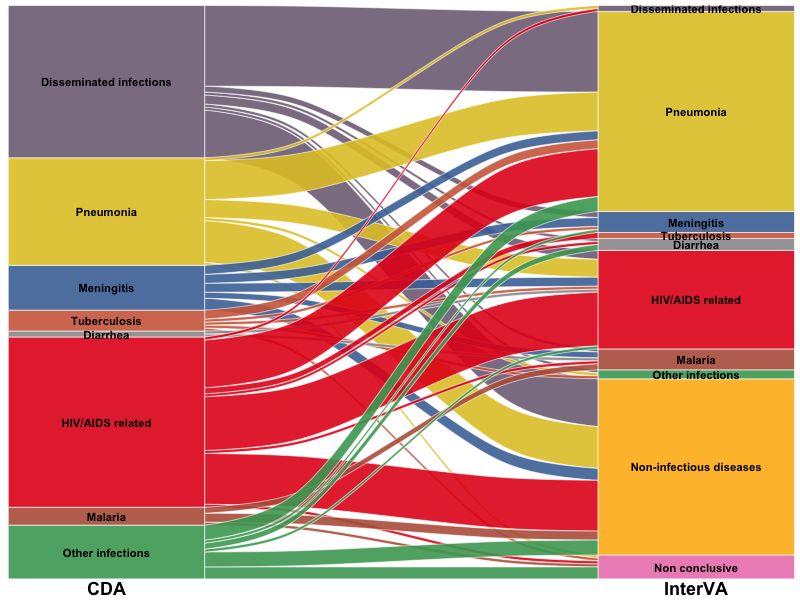 Disseminated infections
Pneumonia
Meningitis
Tuberculosis
Diarrhea
HIV/AIDS related
Malaria
Other infections
CDA
Disseminated infections
Pneumonia
Meningitis
Tuberculosis
Diarrhea
HIV/AIDS related
Malaria
Other infections
Non-infectious diseases
Non conclusive
InterVA